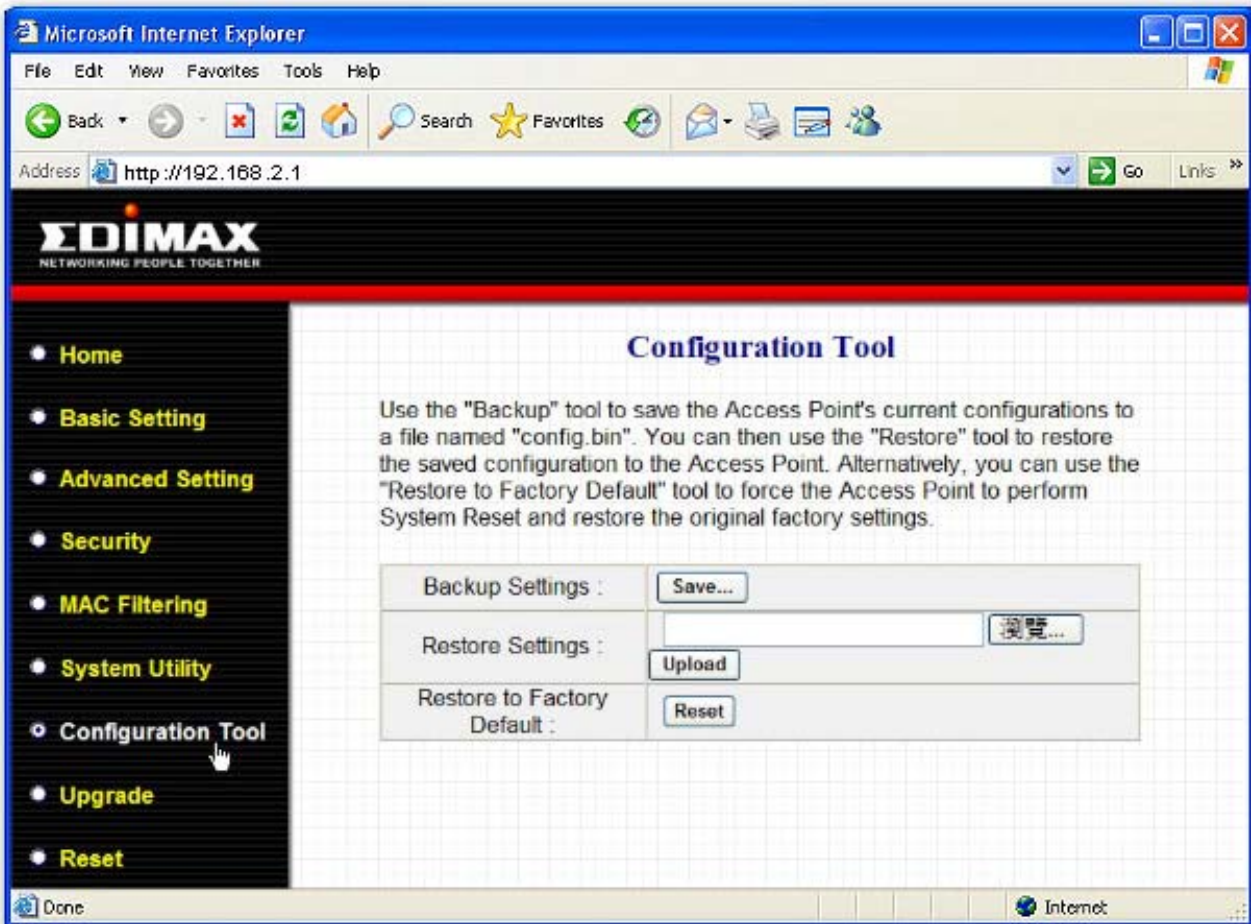 Microsoft Internet Explorer
File Edit View Favorites Tools Help
Back Search Favorites
Address http://192.168.2.1 Go Links »
EDIMAX
NETWORKING PEOPLE TOGETHER
Home
Basic Setting
Advanced Setting
Security
MAC Filtering
System Utility
Configuration Tool
Upgrade
Reset
Configuration Tool
Use the "Backup" tool to save the Access Point's current configurations to
a file named "config.bin". You can then use the "Restore" tool to restore
the saved configuration to the Access Point. Alternatively, you can use the
"Restore to Factory Default" tool to force the Access Point to perform
System Reset and restore the original factory settings.
Backup Settings : Save...
Restore Settings : 瀏覽...
Upload
Restore to Factory
Default : Reset
Done Internet